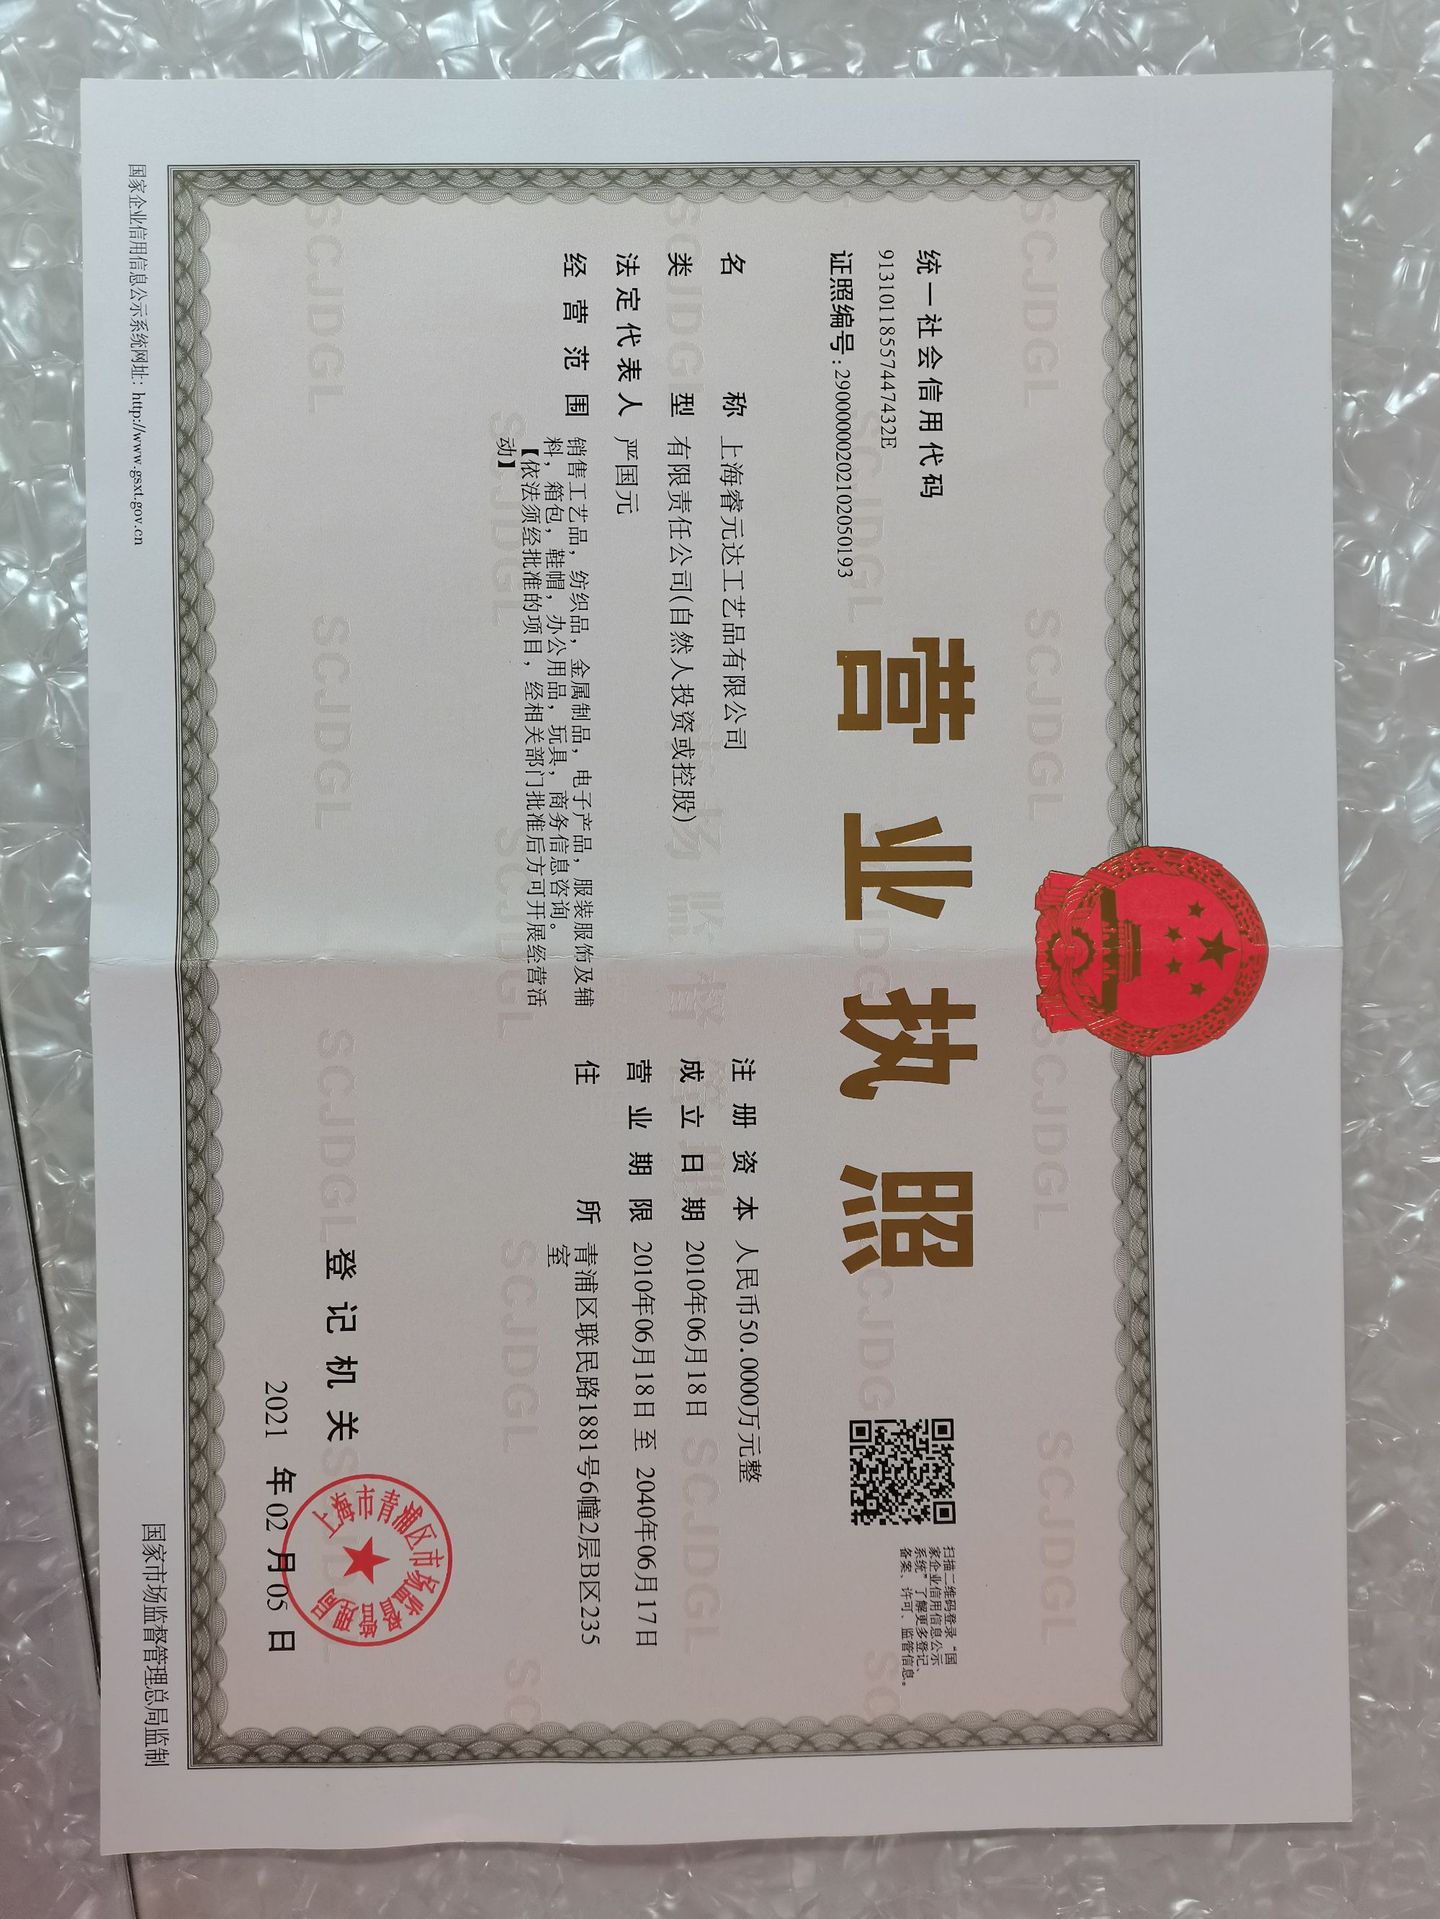 营业执照
统一社会信用代码
91310118557447432E
证照编号:29000000202102050193
扫描二维码登录“国
家企业信用信息公示
系统”了解更多登记、
备案、许可、监管信息。
名称 上海睿元达工艺品有限公司
类型 有限责任公司(自然人投资或控股)
法定代表人 严国元
经营范围 销售工艺品，纺织品，金属制品，电子产品，服装服饰及辅
料，箱包，鞋帽，办公用品，玩具，商务信息咨询。
【依法须经批准的项目，经相关部门批准后方可开展经营活
动】
注册资本 人民币50.0000万元整
成立日期 2010年06月18日
营业期限 2010年06月18日 至 2040年06月17日
住所 青浦区联民路1881号6幢2层B区235
室
登记机关
上海市青浦区市场监督管理局
2021 年02 月05 日
国家企业信用信息公示系统网址：http://www.gsxt.gov.cn
国家市场监督管理总局监制
SCJDGL